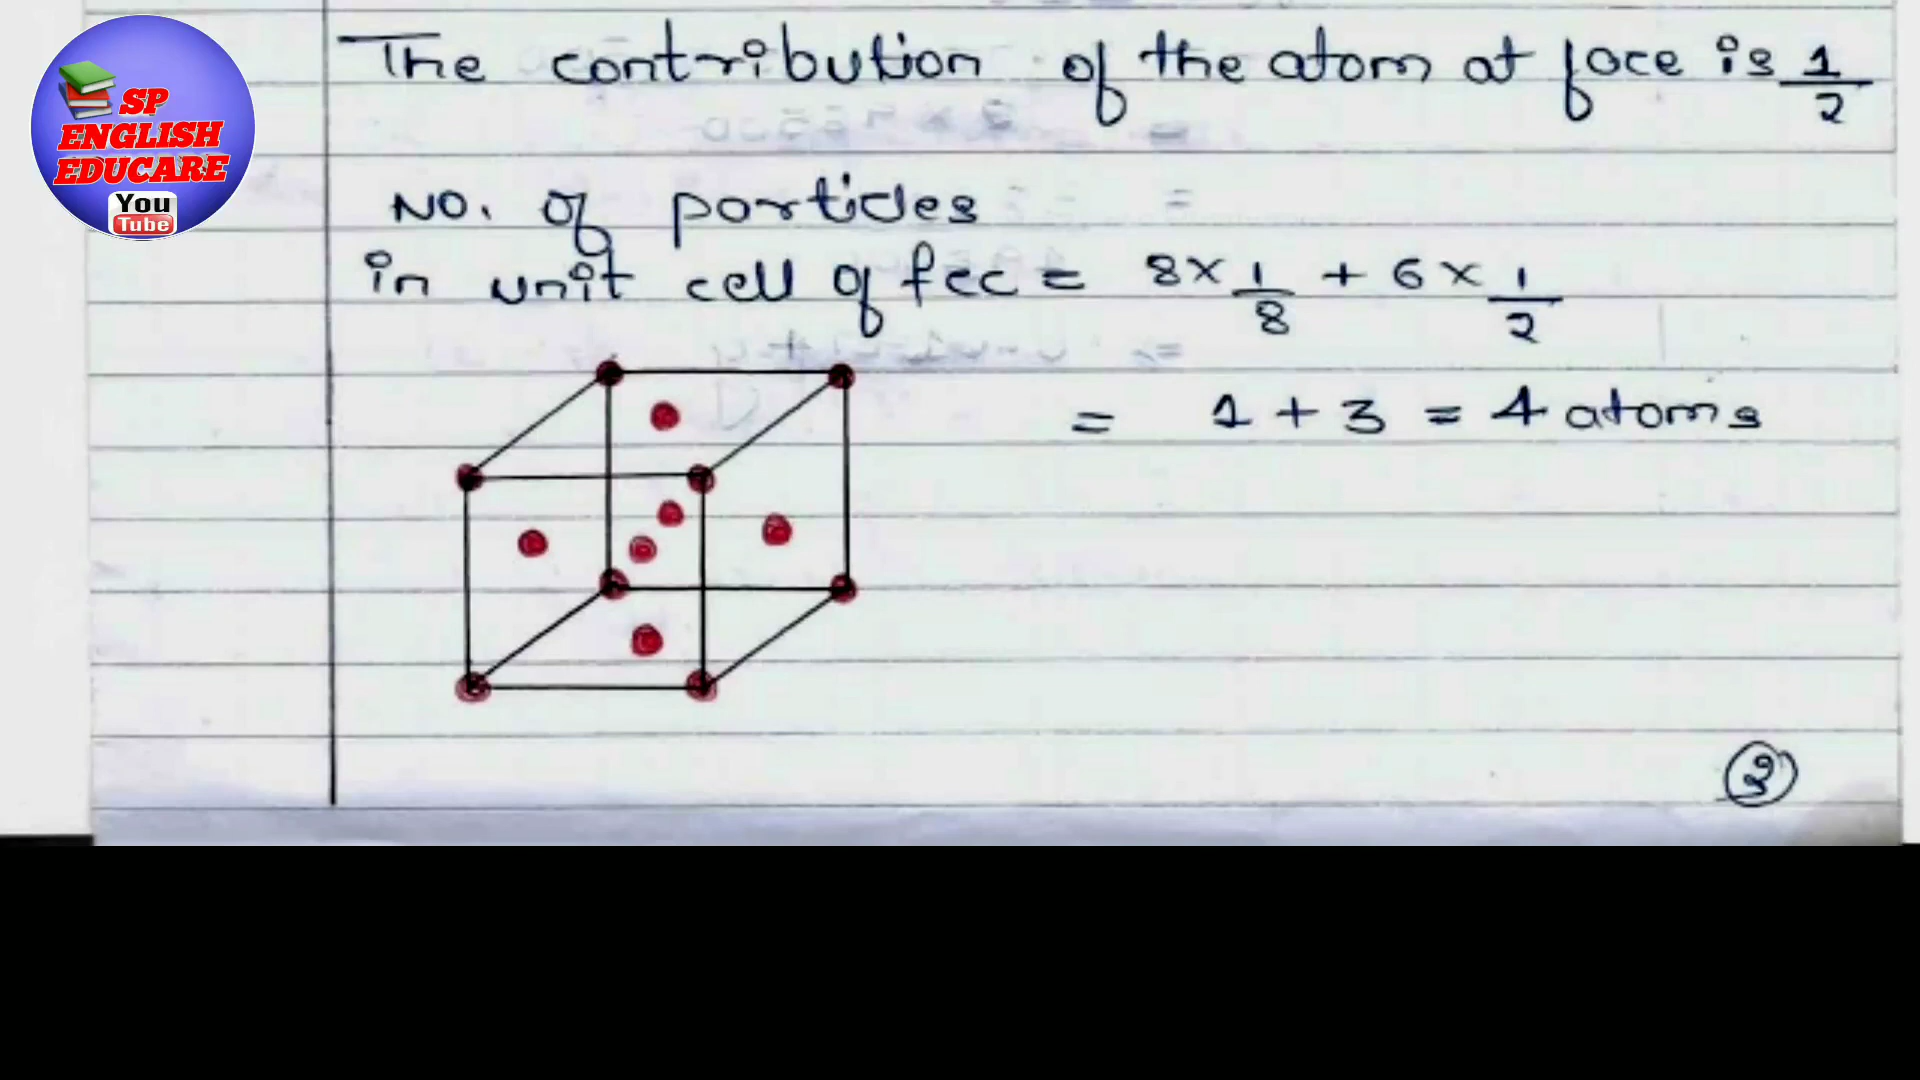 SP
ENGLISH
EDUCARE
You
Tube
The contribution of the atom at face is 1/2
No. of particles
in unit cell of fcc = 8 × 1/8 + 6 × 1/2
= 1 + 3 = 4 atoms